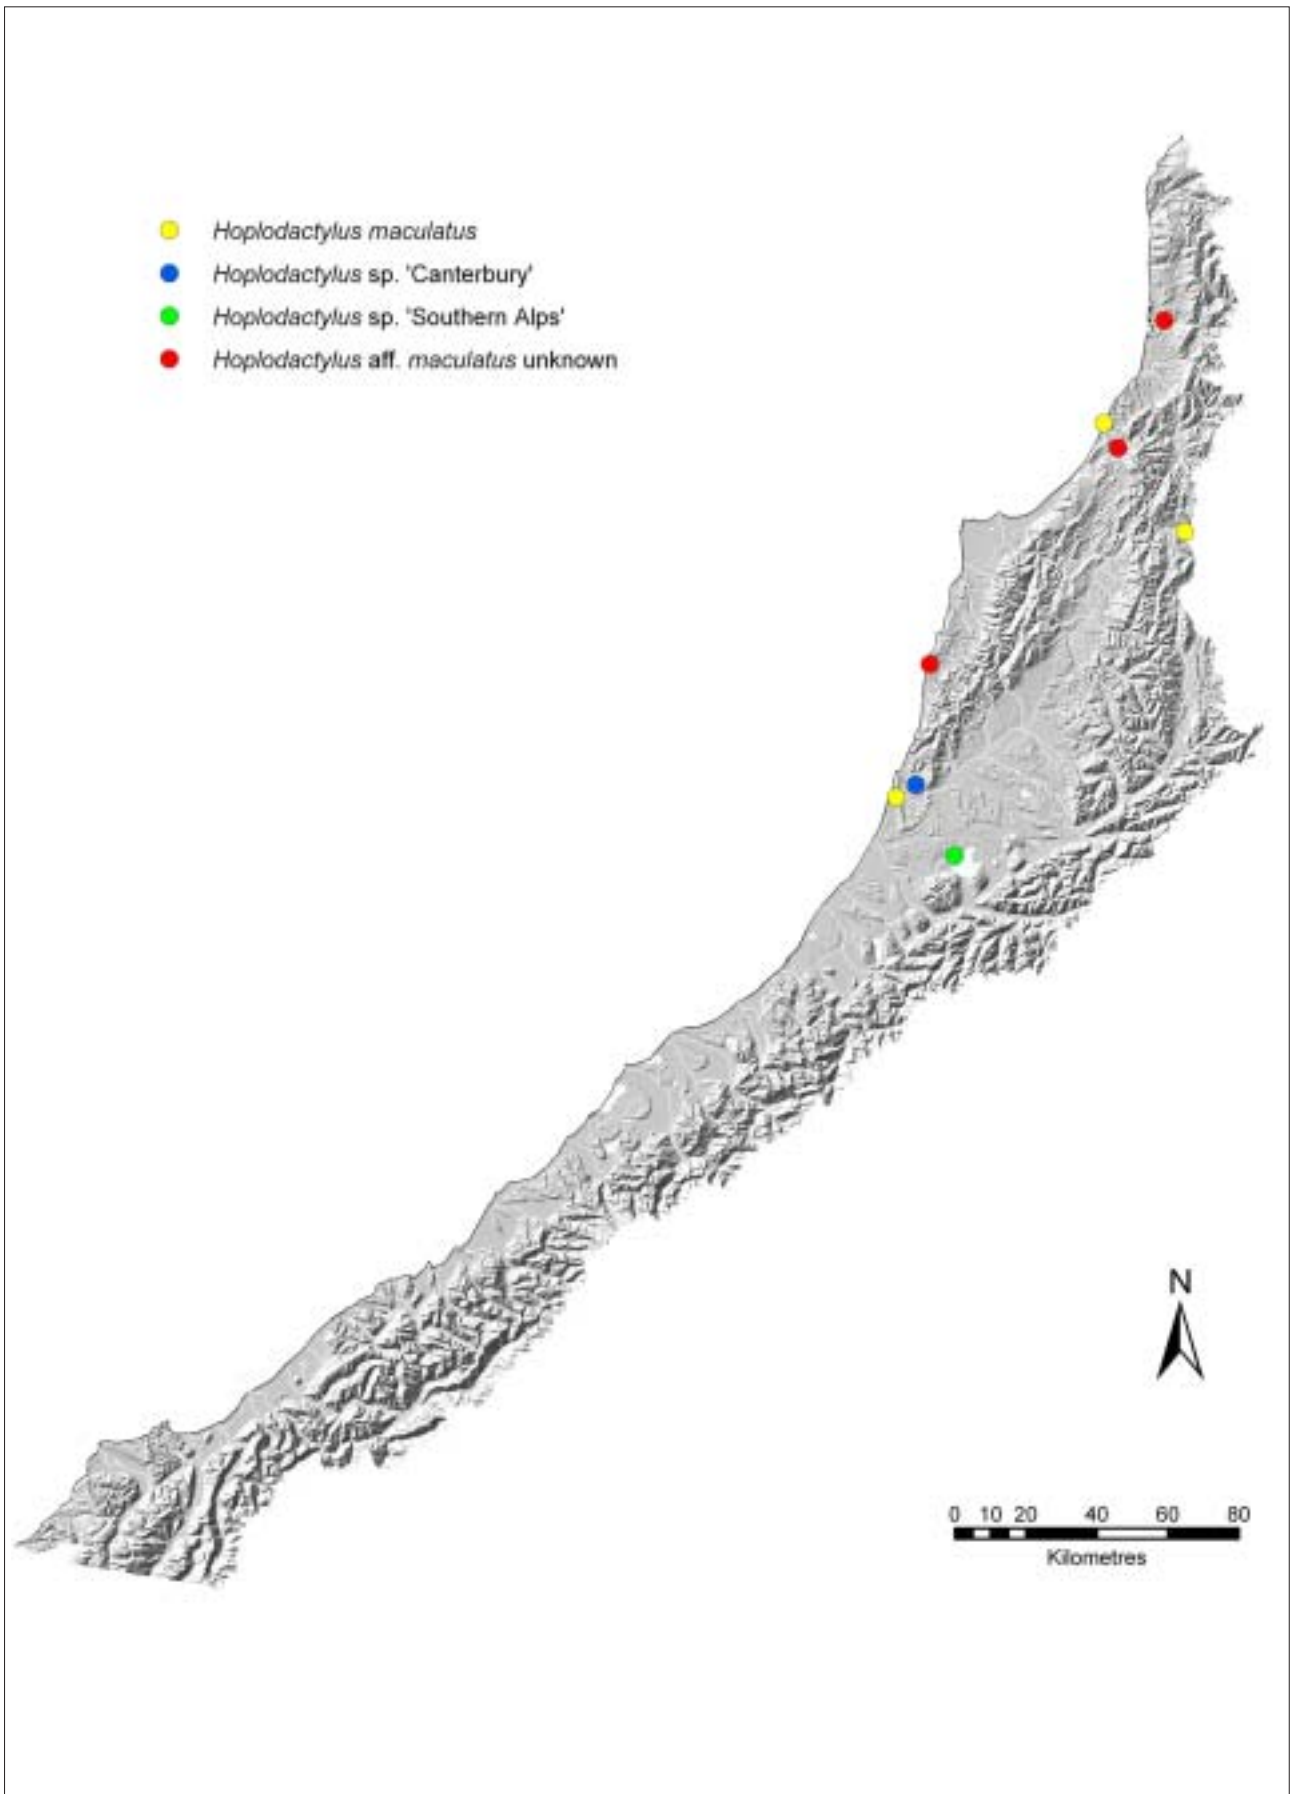 Hoplodactylus maculatus
Hoplodactylus sp. 'Canterbury'
Hoplodactylus sp. 'Southern Alps'
Hoplodactylus aff. maculatus unknown
N
0 10 20 40 60 80
Kilometres